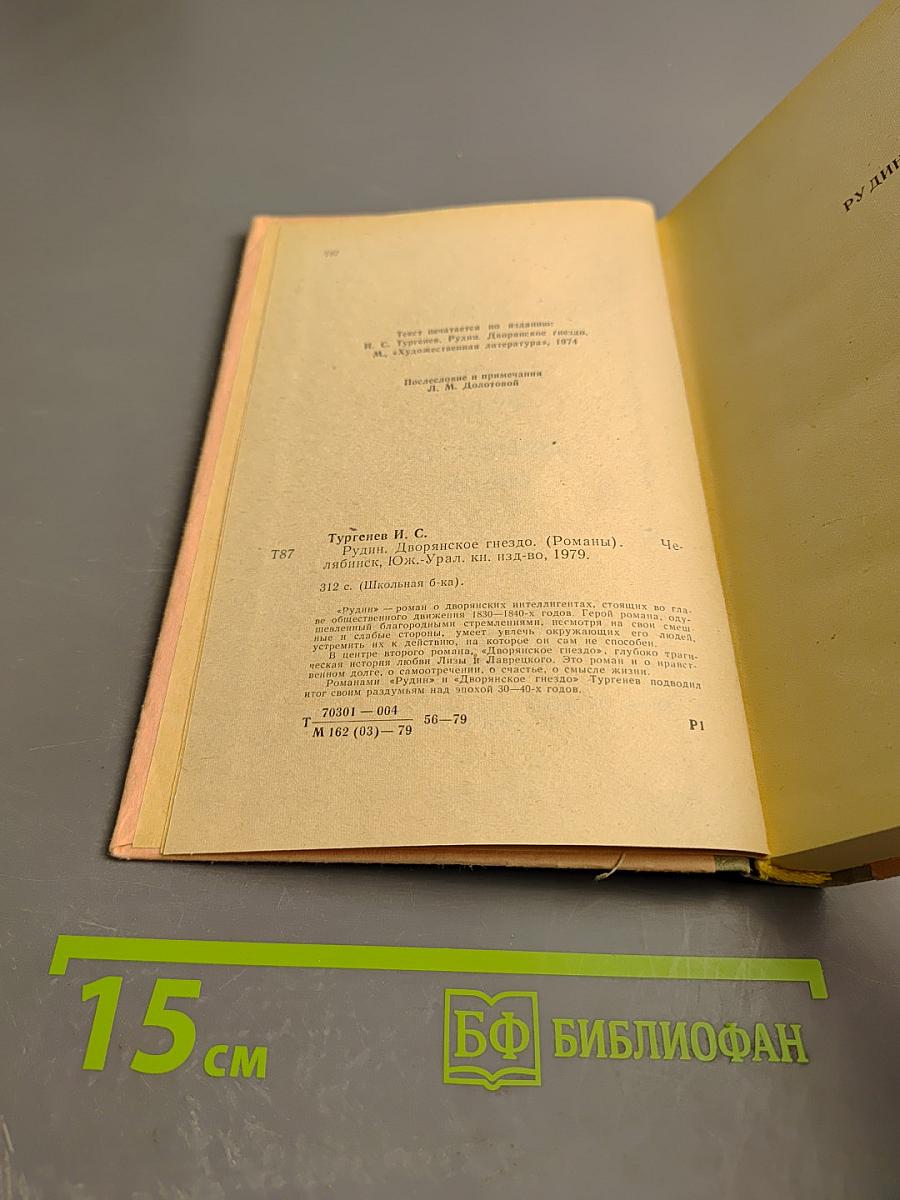 Т87
Текст печатается по изданию:
И. С. Тургенев. Рудин. Дворянское гнездо.
М., «Художественная литература», 1974
Послесловие и примечания
Л. М. Долотовой
Тургенев И. С.
Т87 Рудин. Дворянское гнездо. (Романы). Че-
лябинск, Юж.-Урал. кн. изд-во, 1979.
312 с. (Школьная б-ка).
«Рудин» — роман о дворянских интеллигентах, стоящих во гла-
ве общественного движения 1830—1840-х годов. Герой романа, оду-
шевленный благородными стремлениями, несмотря на свои смеш-
ные и слабые стороны, умеет увлечь окружающих его людей,
устремить их к действию, на которое он сам не способен.
В центре второго романа, «Дворянское гнездо», глубоко траги-
ческая история любви Лизы и Лаврецкого. Это роман и о нравст-
венном долге, о самоотречении, о счастье, о смысле жизни.
Романами «Рудин» и «Дворянское гнездо» Тургенев подводил
итог своим раздумьям над эпохой 30—40-х годов.
Т 70301 — 004 56—79
М 162 (03) — 79
Р1
РУДИН
15 см
БФ БИБЛИОФАН